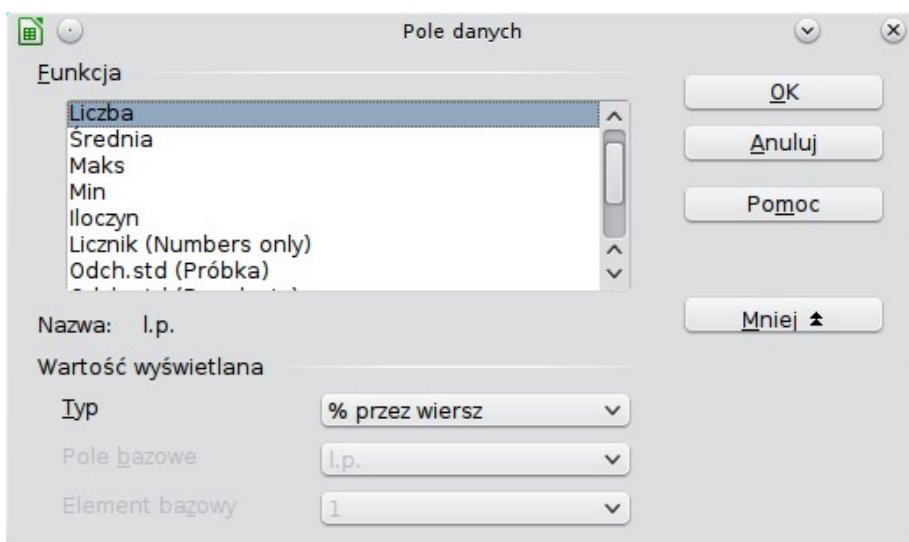 Pole danych
Funkcja
Liczba
Średnia
Maks
Min
Iloczyn
Licznik (Numbers only)
Odch.std (Próbka)
OK
Anuluj
Pomoc
Mniej
Nazwa: l.p.
Wartość wyświetlana
Typ % przez wiersz
Pole bazowe l.p.
Element bazowy 1